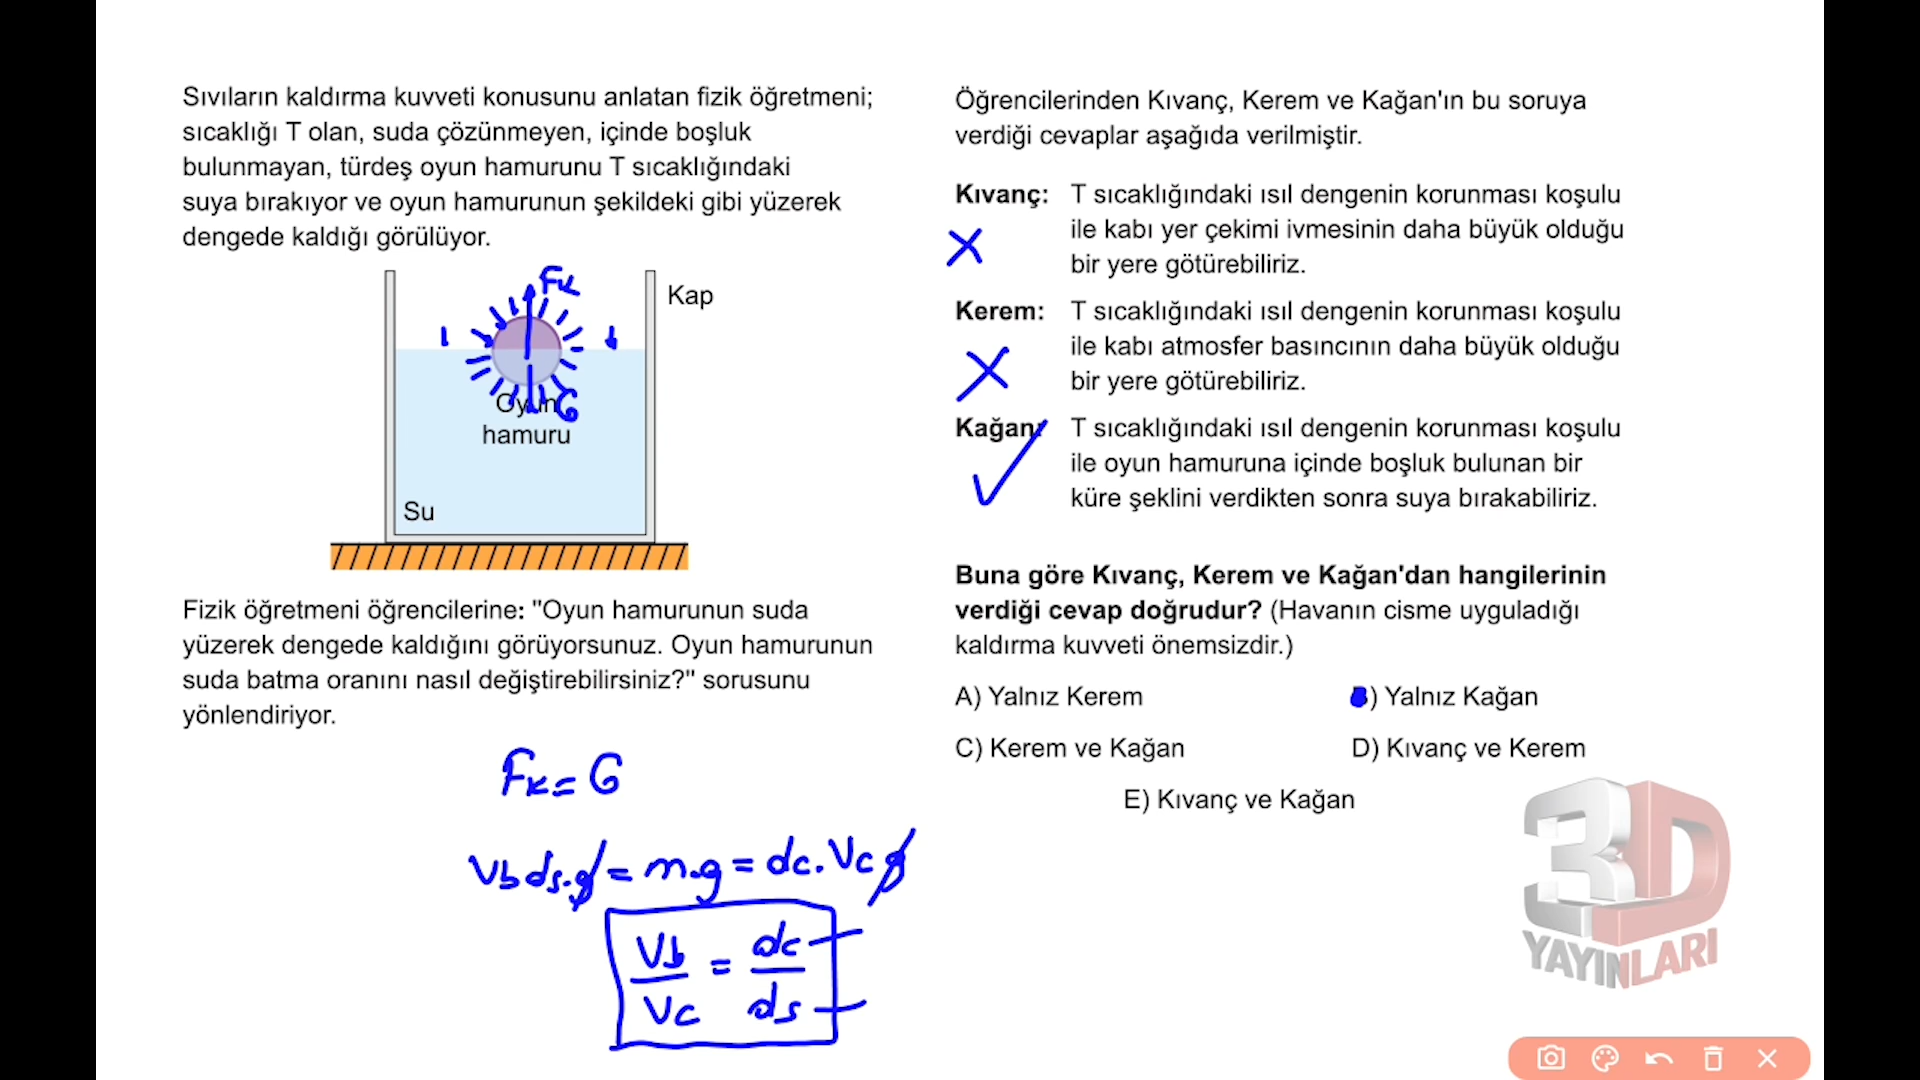 Sıvıların kaldırma kuvveti konusunu anlatan fizik öğretmeni;
sıcaklığı T olan, suda çözünmeyen, içinde boşluk
bulunmayan, türdeş oyun hamurunu T sıcaklığındaki
suya bırakıyor ve oyun hamurunun şekildeki gibi yüzerek
dengede kaldığı görülüyor.
Fk
Kap
G
Oyun
hamuru
Su
Fizik öğretmeni öğrencilerine: "Oyun hamurunun suda
yüzerek dengede kaldığını görüyorsunuz. Oyun hamurunun
suda batma oranını nasıl değiştirebilirsiniz?" sorusunu
yönlendiriyor.
Fk = G
Vb ds.g = m.g = dc.Vc g
Vb/Vc = dc/ds
Öğrencilerinden Kıvanç, Kerem ve Kağan'ın bu soruya
verdiği cevaplar aşağıda verilmiştir.
Kıvanç: T sıcaklığındaki ısıl dengenin korunması koşulu
ile kabı yer çekimi ivmesinin daha büyük olduğu
bir yere götürebiliriz.
Kerem: T sıcaklığındaki ısıl dengenin korunması koşulu
ile kabı atmosfer basıncının daha büyük olduğu
bir yere götürebiliriz.
Kağan: T sıcaklığındaki ısıl dengenin korunması koşulu
ile oyun hamuruna içinde boşluk bulunan bir
küre şeklini verdikten sonra suya bırakabiliriz.
Buna göre Kıvanç, Kerem ve Kağan'dan hangilerinin
verdiği cevap doğrudur? (Havanın cisme uyguladığı
kaldırma kuvveti önemsizdir.)
A) Yalnız Kerem
B) Yalnız Kağan
C) Kerem ve Kağan
D) Kıvanç ve Kerem
E) Kıvanç ve Kağan
3D
YAYINLARI